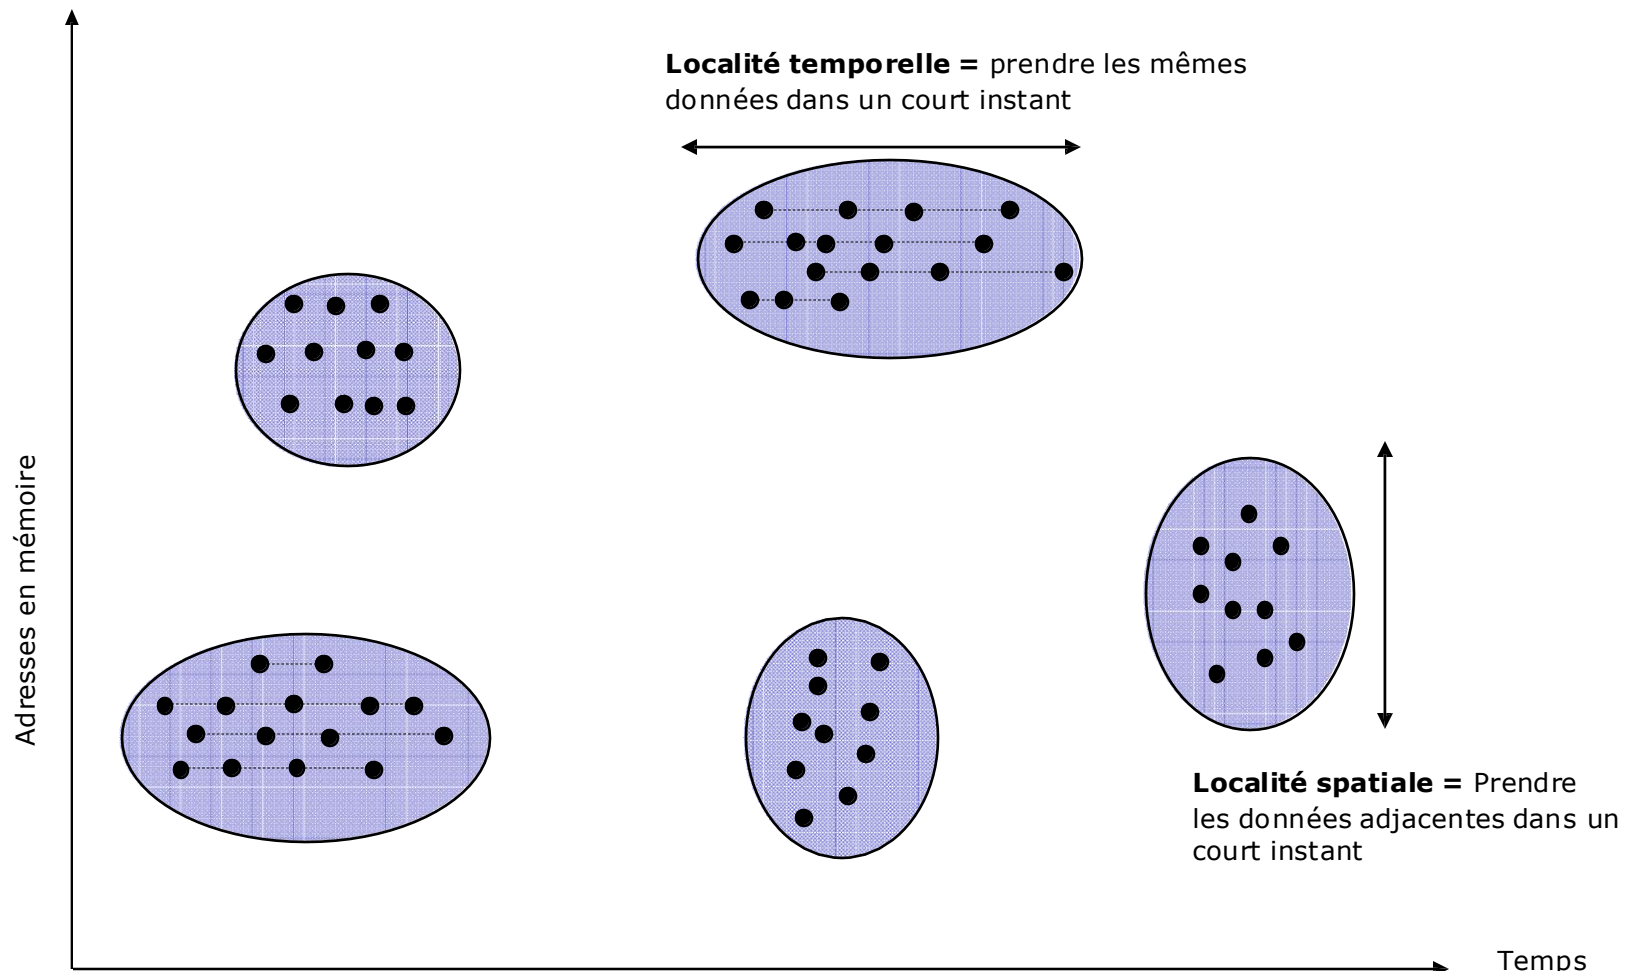 Localité temporelle = prendre les mêmes
données dans un court instant
Adresses en mémoire
Localité spatiale = Prendre
les données adjacentes dans un
court instant
Temps